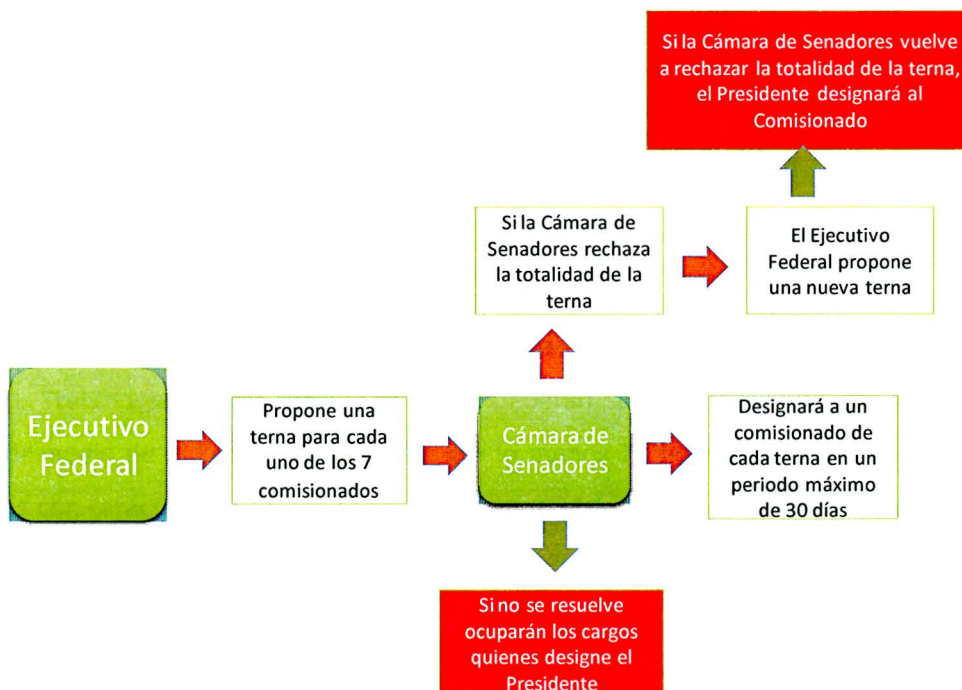 Si la Cámara de Senadores vuelve
a rechazar la totalidad de la terna,
el Presidente designará al
Comisionado
Si la Cámara de
Senadores rechaza
la totalidad de la
terna
El Ejecutivo
Federal propone
una nueva terna
Ejecutivo
Federal
Propone una
terna para cada
uno de los 7
comisionados
Cámara de
Senadores
Designará a un
comisionado de
cada terna en un
periodo máximo
de 30 días
Si no se resuelve
ocuparán los cargos
quienes designe el
Presidente